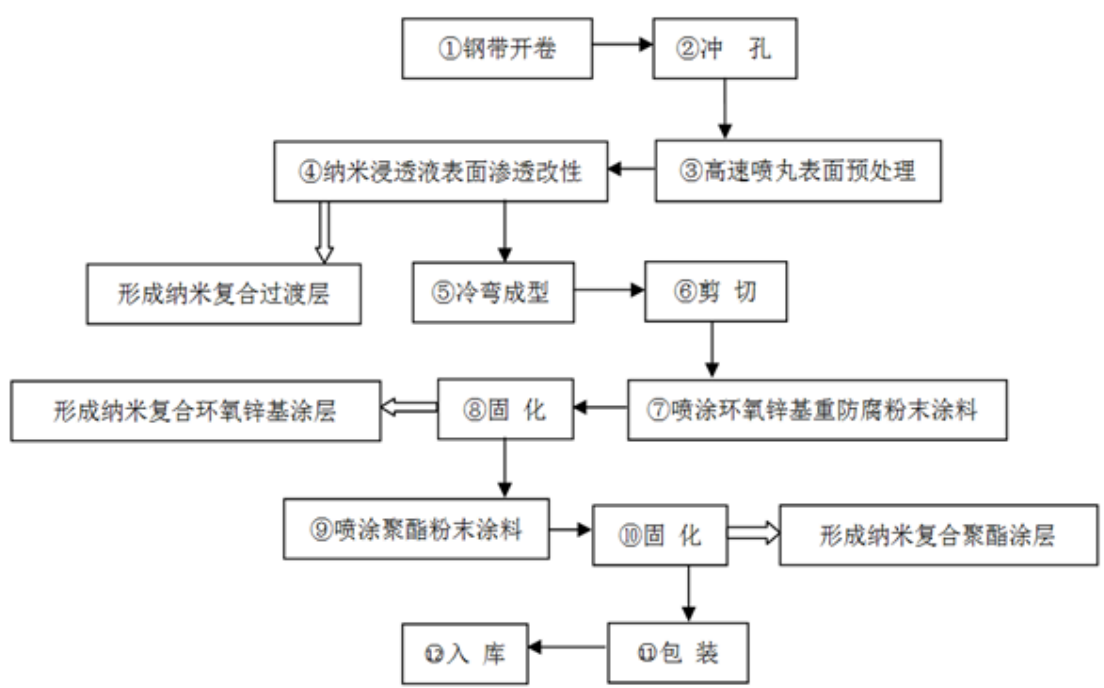 ①钢带开卷
②冲 孔
③高速喷丸表面预处理
④纳米浸透液表面渗透改性
形成纳米复合过渡层
⑤冷弯成型
⑥剪 切
⑦喷涂环氧锌基重防腐粉末涂料
⑧固 化
形成纳米复合环氧锌基涂层
⑨喷涂聚酯粉末涂料
⑩固 化
形成纳米复合聚酯涂层
⑪包 装
⑫入 库